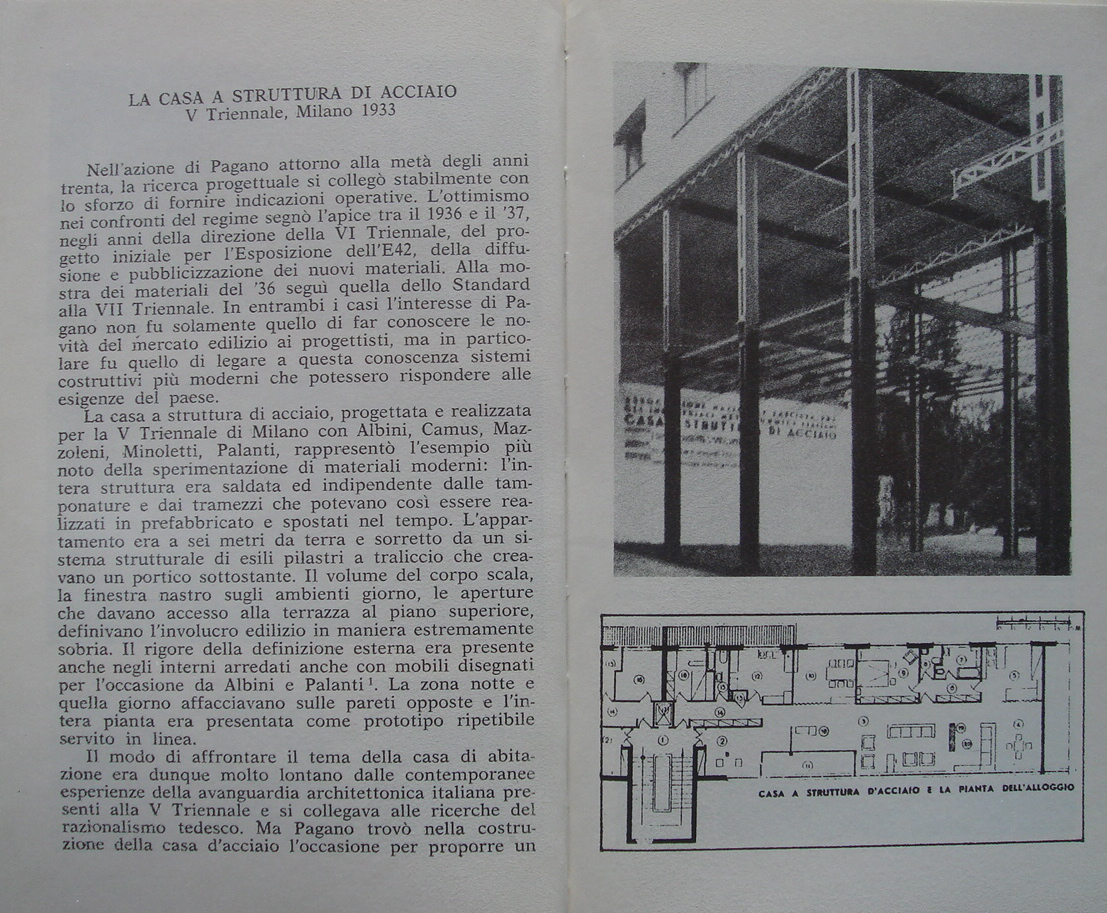 LA CASA A STRUTTURA DI ACCIAIO
V Triennale, Milano 1933
Nell'azione di Pagano attorno alla metà degli anni
trenta, la ricerca progettuale si collegò stabilmente con
lo sforzo di fornire indicazioni operative. L'ottimismo
nei confronti del regime segnò l'apice tra il 1936 e il '37,
negli anni della direzione della VI Triennale, del pro-
getto iniziale per l'Esposizione dell'E42, della diffu-
sione e pubblicizzazione dei nuovi materiali. Alla mo-
stra dei materiali del '36 seguì quella dello Standard
alla VII Triennale. In entrambi i casi l'interesse di Pa-
gano non fu solamente quello di far conoscere le no-
vità del mercato edilizio ai progettisti, ma in partico-
lare fu quello di legare a questa conoscenza sistemi
costruttivi più moderni che potessero rispondere alle
esigenze del paese.
La casa a struttura di acciaio, progettata e realizzata
per la V Triennale di Milano con Albini, Camus, Maz-
zoleni, Minoletti, Palanti, rappresentò l'esempio più
noto della sperimentazione di materiali moderni: l'in-
tera struttura era saldata ed indipendente dalle tam-
ponature e dai tramezzi che potevano così essere rea-
lizzati in prefabbricato e spostati nel tempo. L'appar-
tamento era a sei metri da terra e sorretto da un si-
stema strutturale di esili pilastri a traliccio che crea-
vano un portico sottostante. Il volume del corpo scala,
la finestra nastro sugli ambienti giorno, le aperture
che davano accesso alla terrazza al piano superiore,
definivano l'involucro edilizio in maniera estremamente
sobria. Il rigore della definizione esterna era presente
anche negli interni arredati anche con mobili disegnati
per l'occasione da Albini e Palanti¹. La zona notte e
quella giorno affacciavano sulle pareti opposte e l'in-
tera pianta era presentata come prototipo ripetibile
servito in linea.
Il modo di affrontare il tema della casa di abita-
zione era dunque molto lontano dalle contemporanee
esperienze della avanguardia architettonica italiana pre-
senti alla V Triennale e si collegava alle ricerche del
razionalismo tedesco. Ma Pagano trovò nella costru-
zione della casa d'acciaio l'occasione per proporre un
CASA STRUTTU DI ACCIAIO
CASA A STRUTTURA D'ACCIAIO E LA PIANTA DELL'ALLOGGIO